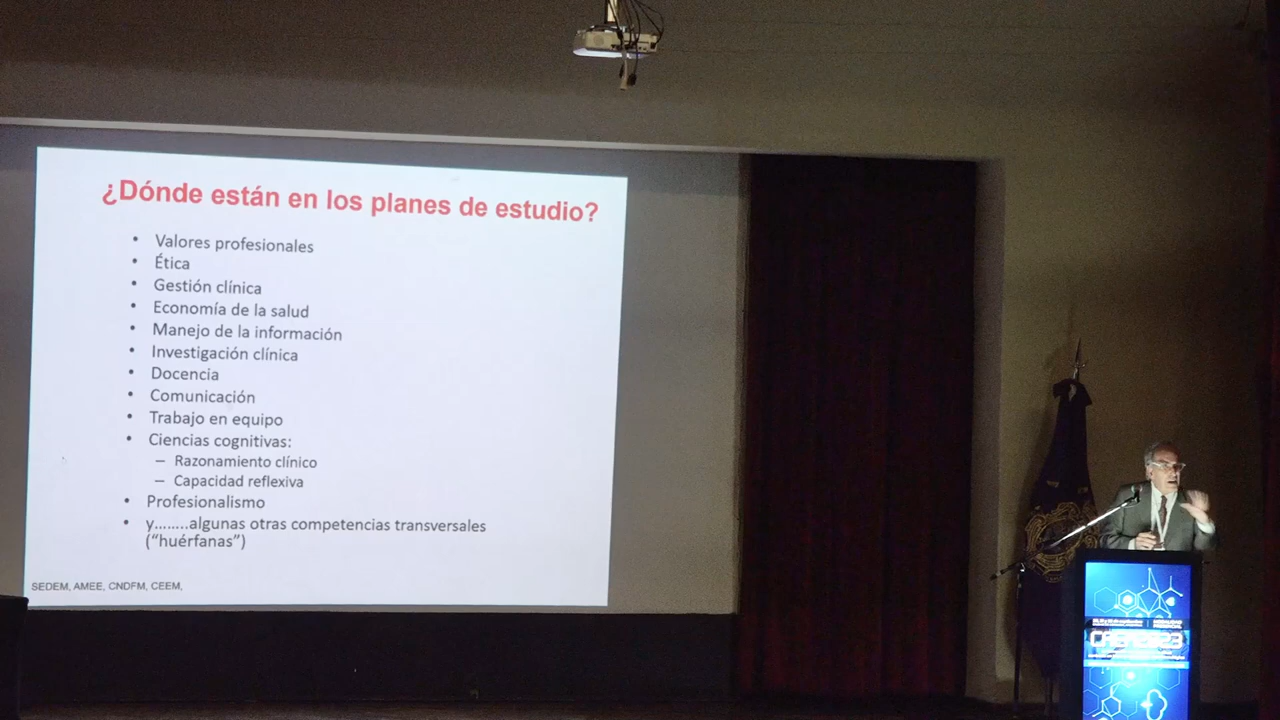 ¿Dónde están en los planes de estudio?
• Valores profesionales
• Ética
• Gestión clínica
• Economía de la salud
• Manejo de la información
• Investigación clínica
• Docencia
• Comunicación
• Trabajo en equipo
• Ciencias cognitivas:
– Razonamiento clínico
– Capacidad reflexiva
• Profesionalismo
• y........algunas otras competencias transversales
(“huérfanas”)
SEDEM, AMEE, CNDFM, CEEM,